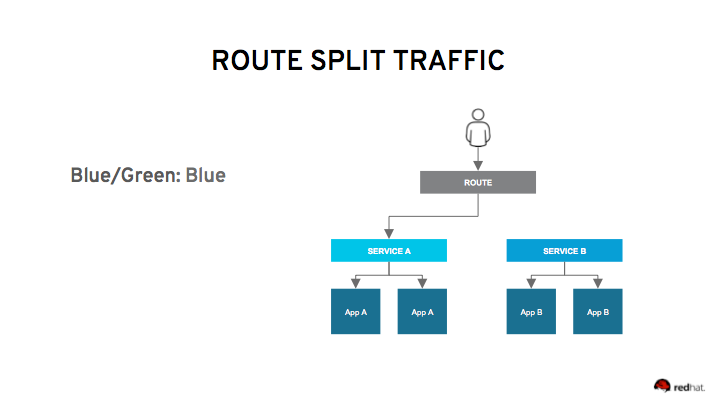 ROUTE SPLIT TRAFFIC
Blue/Green: Blue
ROUTE
SERVICE A
SERVICE B
App A
App A
App B
App B
redhat.